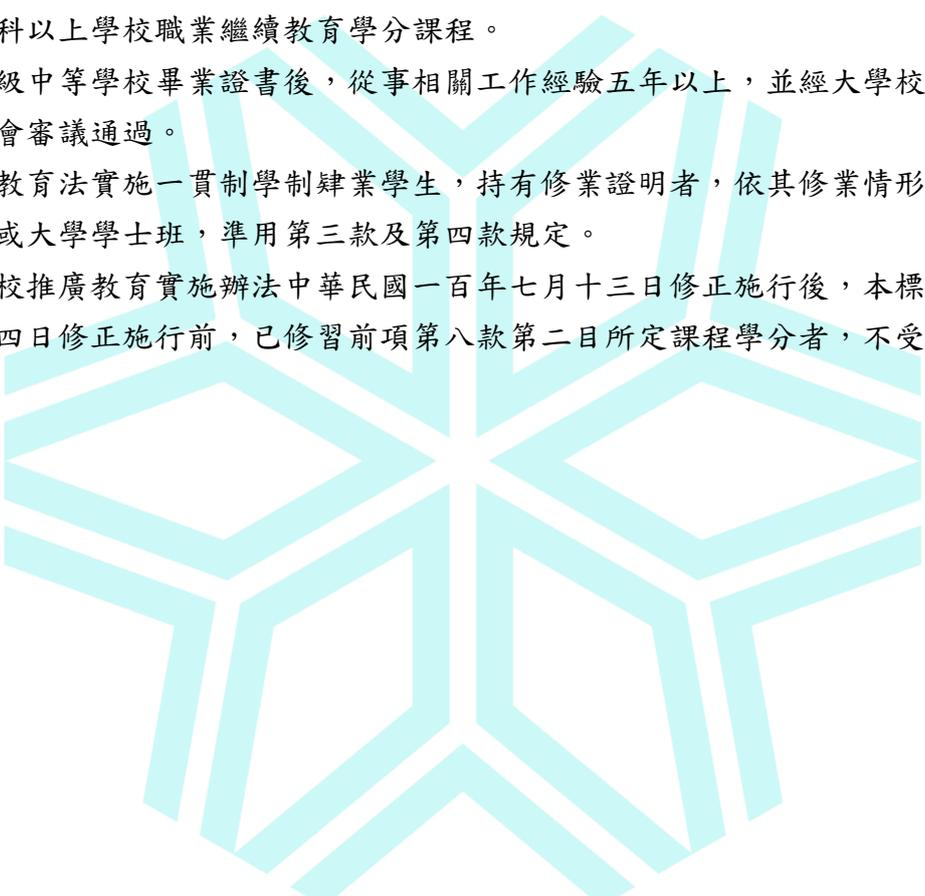 科以上學校職業繼續教育學分課程。
級中等學校畢業證書後，從事相關工作經驗五年以上，並經大學校
會審議通過。
教育法實施一貫制學制肄業學生，持有修業證明者，依其修業情形
或大學學士班，準用第三款及第四款規定。
校推廣教育實施辦法中華民國一百年七月十三日修正施行後，本標
四日修正施行前，已修習前項第八款第二目所定課程學分者，不受